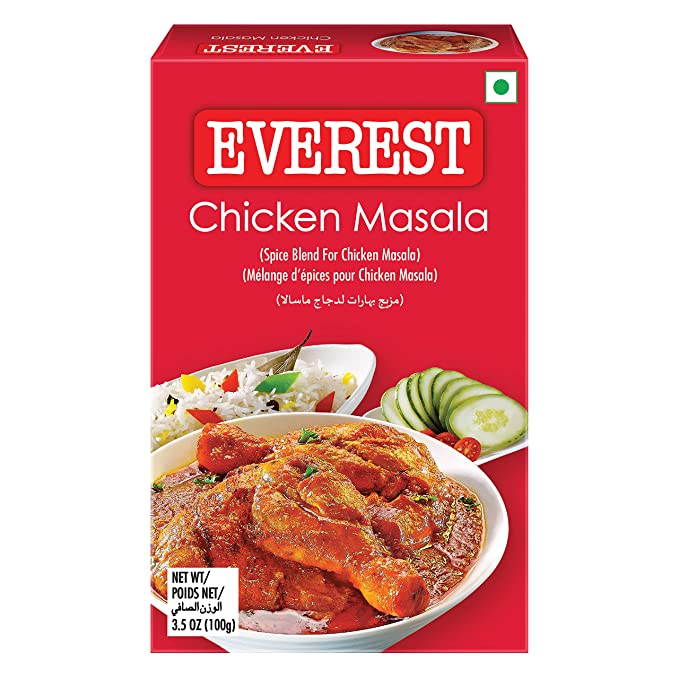 EVEREST
Chicken Masala
EVEREST
Chicken Masala
(Spice Blend For Chicken Masala)
(Mélange d'épices pour Chicken Masala)
(مزيج بهارات لدجاج ماسالا)
NET WT/
POIDS NET/
الوزن الصافي/
3.5 OZ (100g)